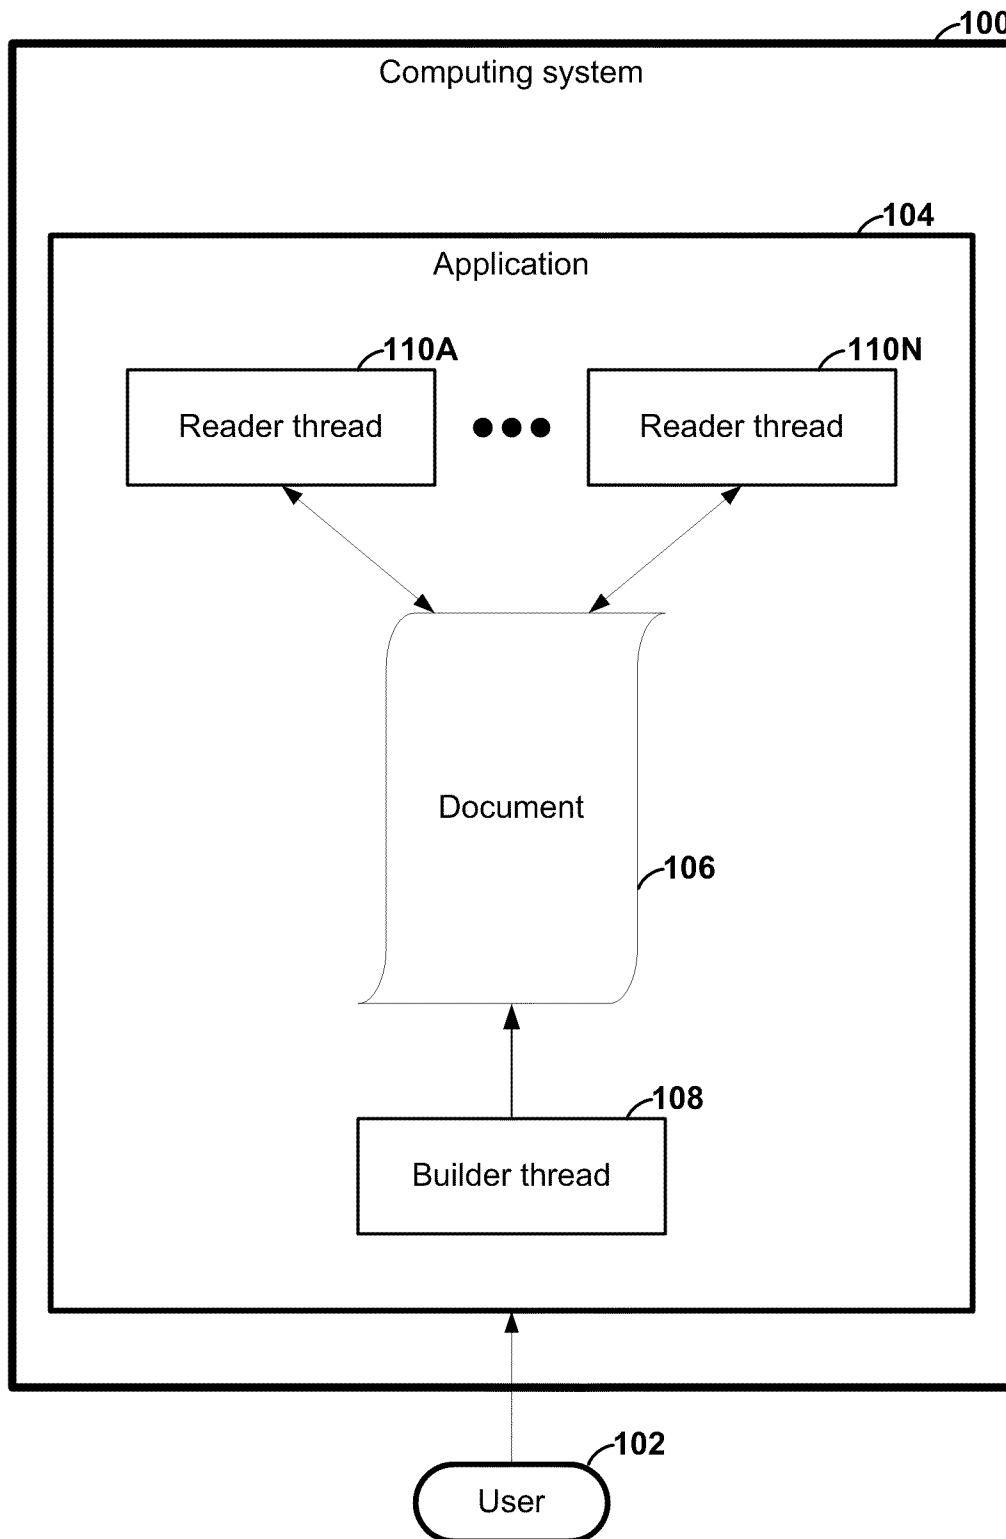 100
Computing system
104
Application
110A
110N
Reader thread
Reader thread
Document
106
108
Builder thread
102
User